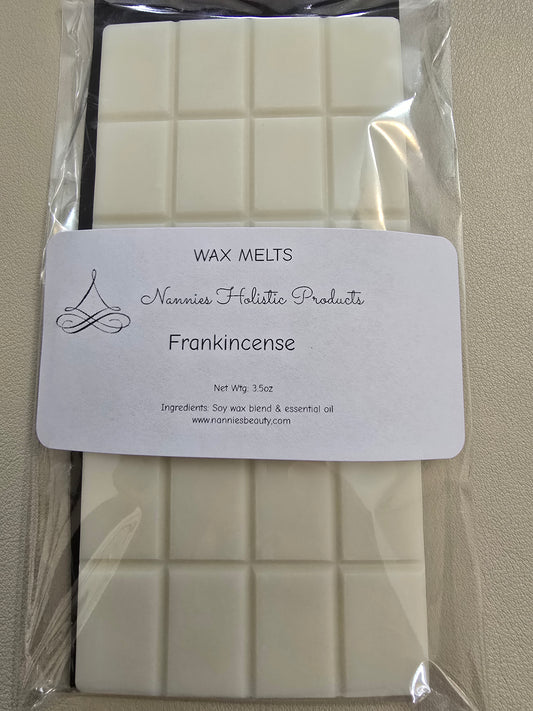 WAX MELTS
Nannies Holistic Products
Frankincense
Net Wtg: 3.5oz
Ingredients: Soy wax blend & essential oil
www.nanniesbeauty.com